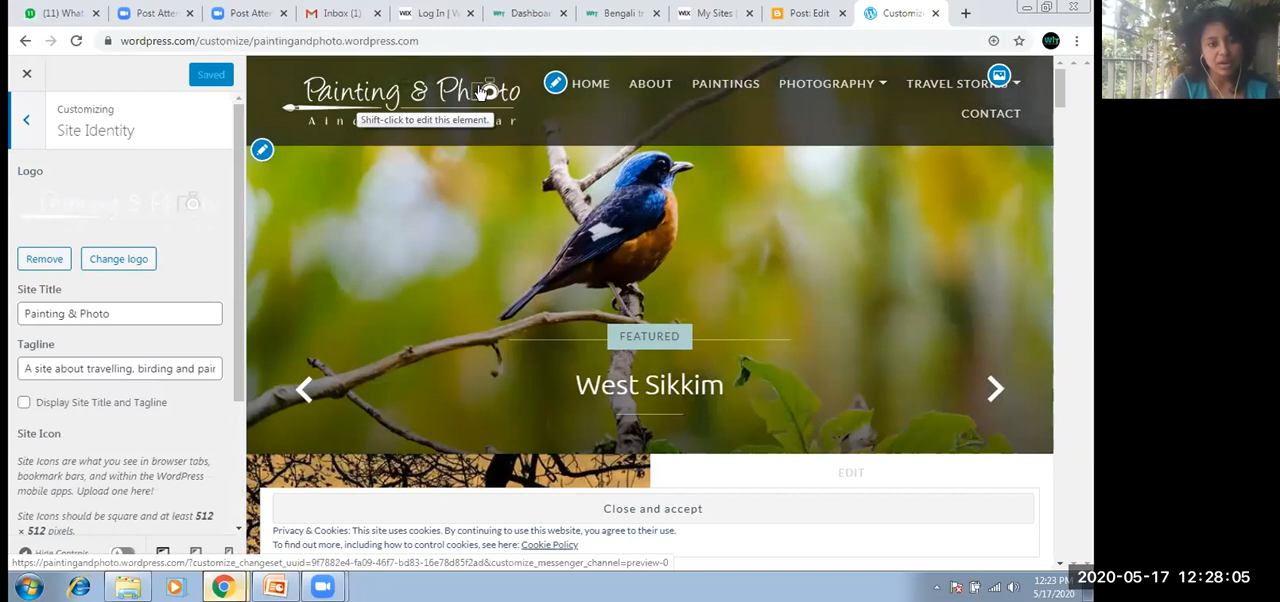 (11) Whats
Post Atter
Post Atter
Inbox (1)
Log In | W
Dashboar
Bengali tr
My Sites |
Post: Edit
Customiz
wordpress.com/customize/paintingandphoto.wordpress.com
Saved
Customizing
Site Identity
Logo
Remove
Change logo
Site Title
Painting & Photo
Tagline
A site about travelling, birding and pain
Display Site Title and Tagline
Site Icon
Site Icons are what you see in browser tabs,
bookmark bars, and within the WordPress
mobile apps. Upload one here!
Site Icons should be square and at least 512
× 512 pixels.
Hide Controls
Painting & Photo
Shift-click to edit this element.
HOME ABOUT PAINTINGS PHOTOGRAPHY TRAVEL STORIES
CONTACT
FEATURED
West Sikkim
EDIT
Close and accept
Privacy & Cookies: This site uses cookies. By continuing to use this website, you agree to their use.
To find out more, including how to control cookies, see here: Cookie Policy
https://paintingandphoto.wordpress.com/?customize_changeset_uuid=9f7882e4-fa09-46f7-bd83-16e78d85f2ad&customize_messenger_channel=preview-0
12:23 PM
5/17/2020
2020-05-17 12:28:05